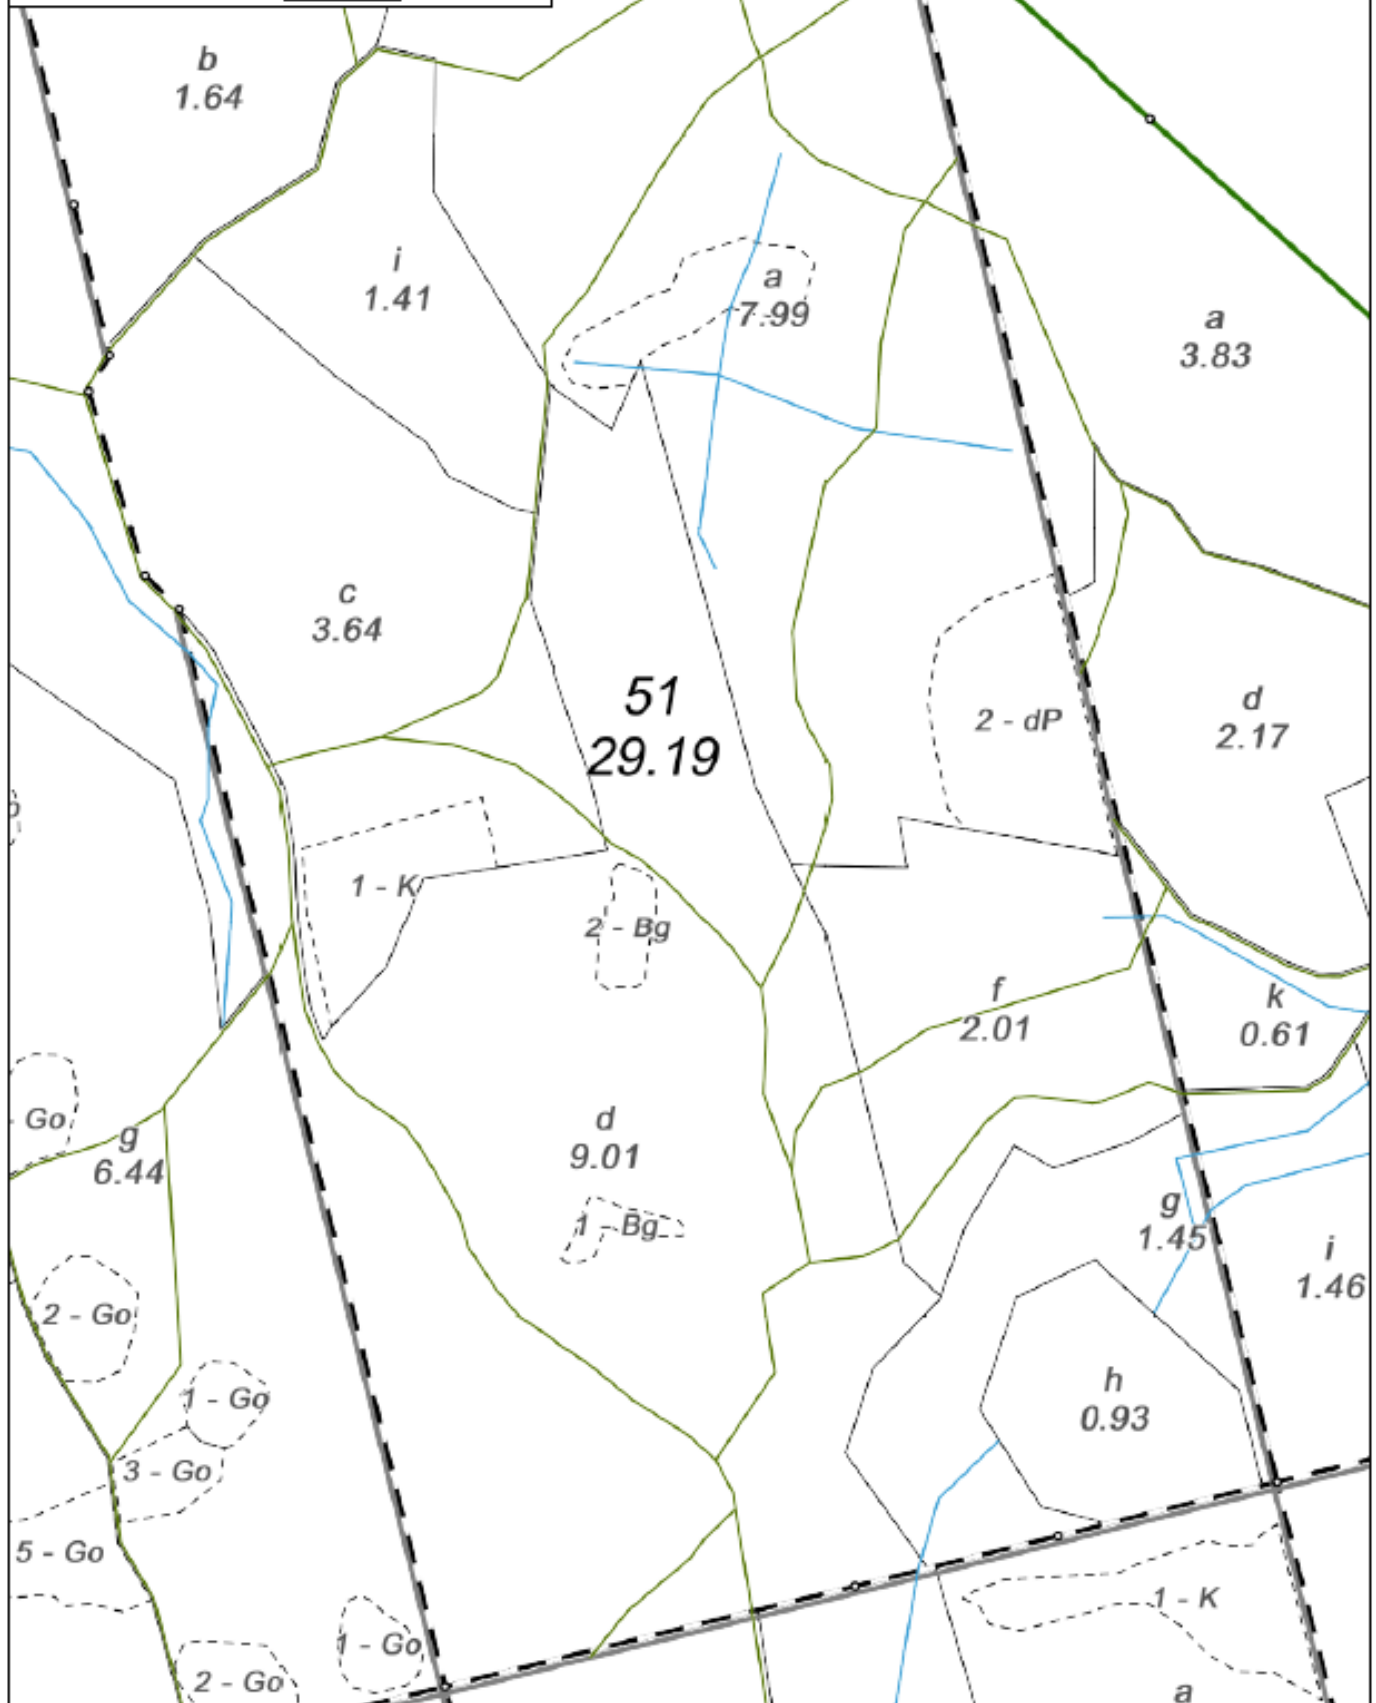 b
1.64
i
1.41
a
7.99
a
3.83
c
3.64
51
29.19
2 - dP
d
2.17
1 - K
2 - Bg
f
2.01
k
0.61
- Go
g
6.44
d
9.01
1 - Bg
g
1.45
i
1.46
2 - Go
h
0.93
1 - Go
3 - Go
5 - Go
1 - K
1 - Go
2 - Go
a